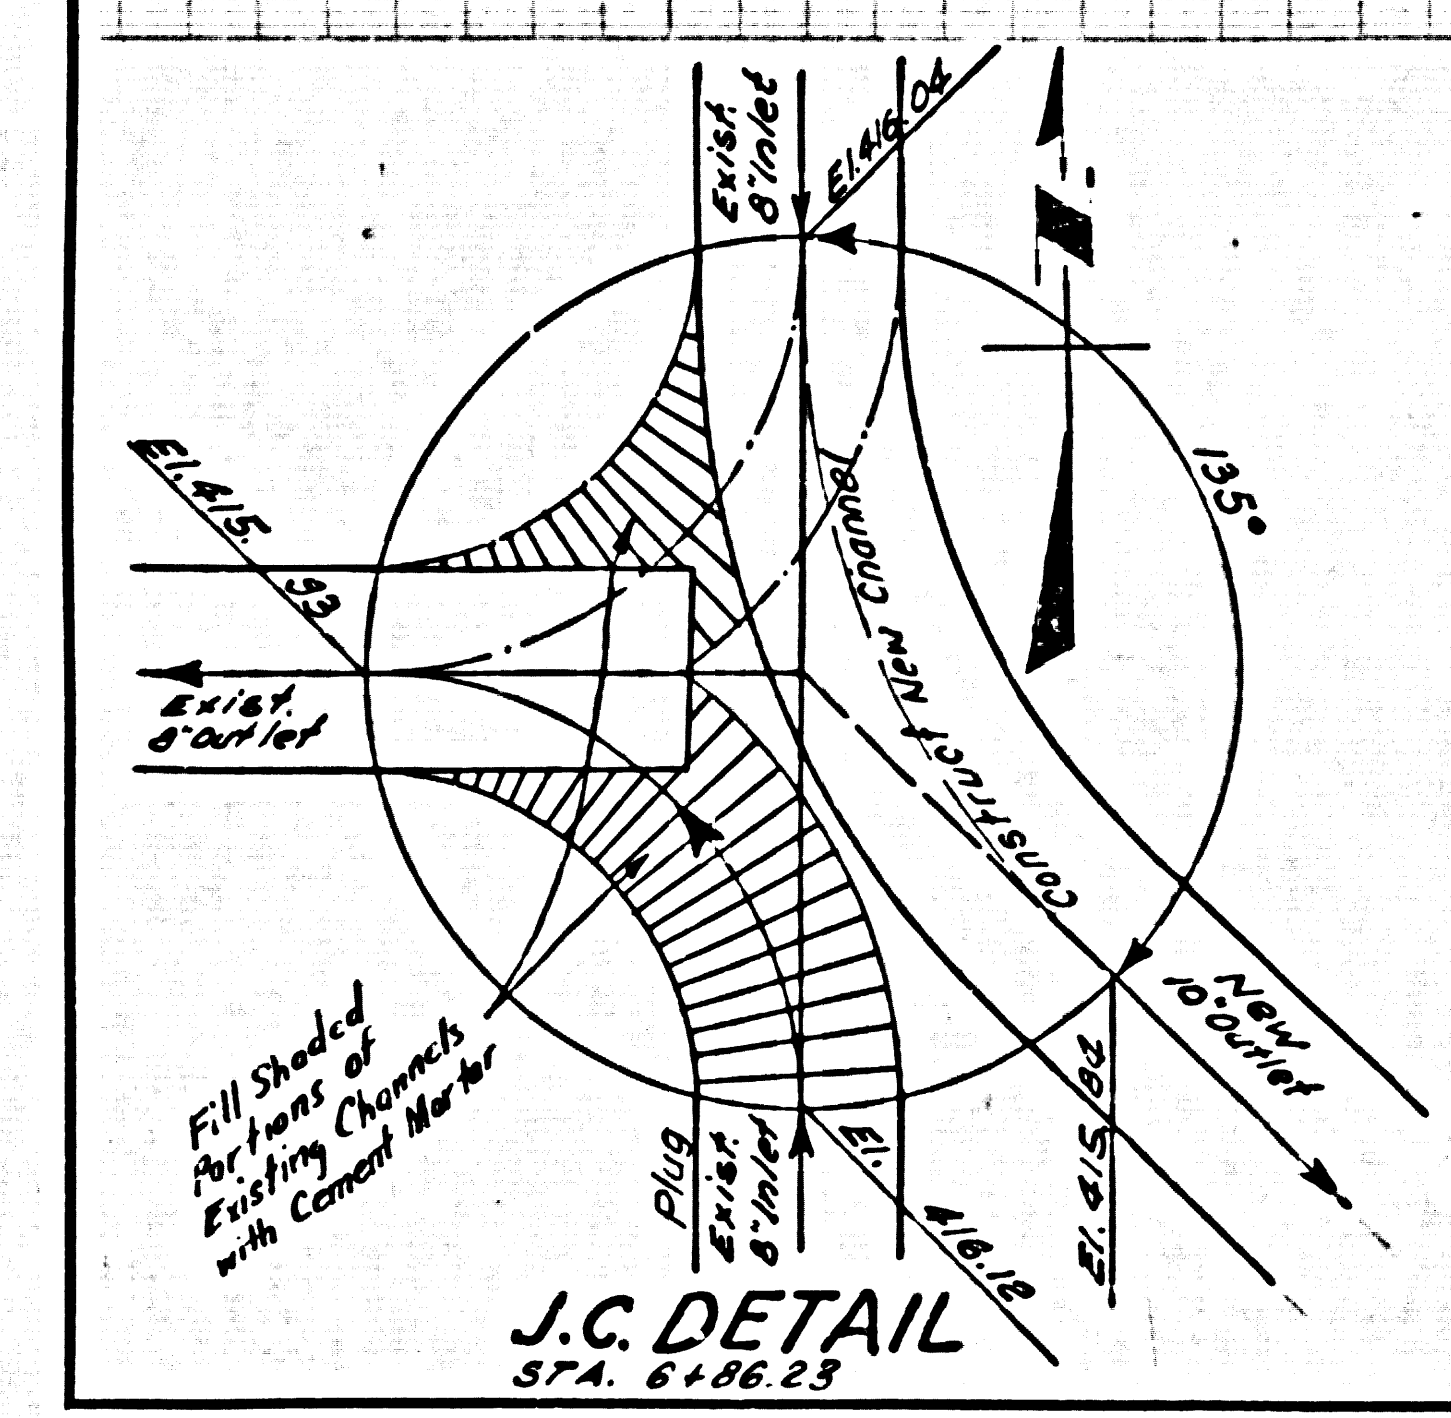 Exist.
8"Inlet
El. 416.04
N.
135°
El. 415.
93
Exist.
8"Outlet
Construct New Channel
New
10"Outlet
El. 415.82
Fill Shaded
Portions of
Existing Channels
with Cement Mortar
Plug
Exist.
8"Inlet
El.
416.12
J.C. DETAIL
STA. 6+86.23